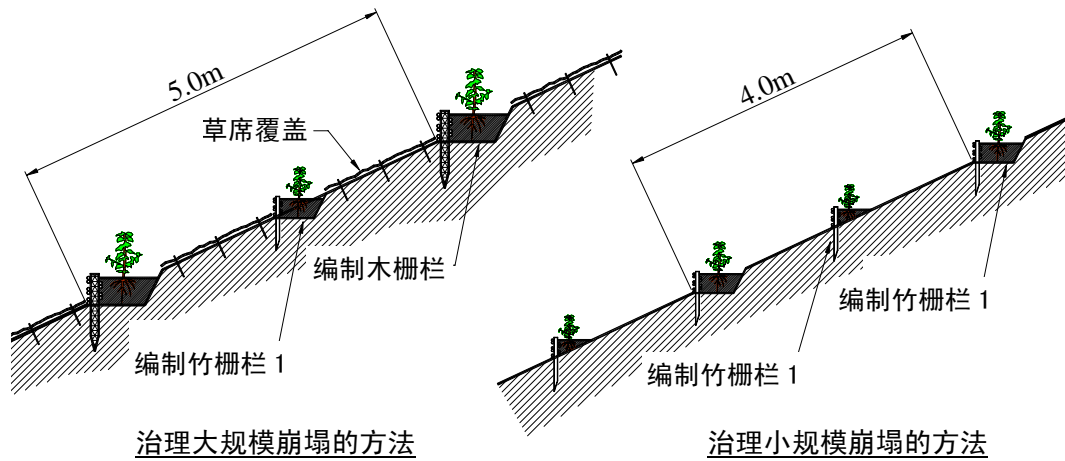 5.0m
草席覆盖
编制木栅栏
编制竹栅栏 1
治理大规模崩塌的方法
4.0m
编制竹栅栏 1
编制竹栅栏 1
治理小规模崩塌的方法